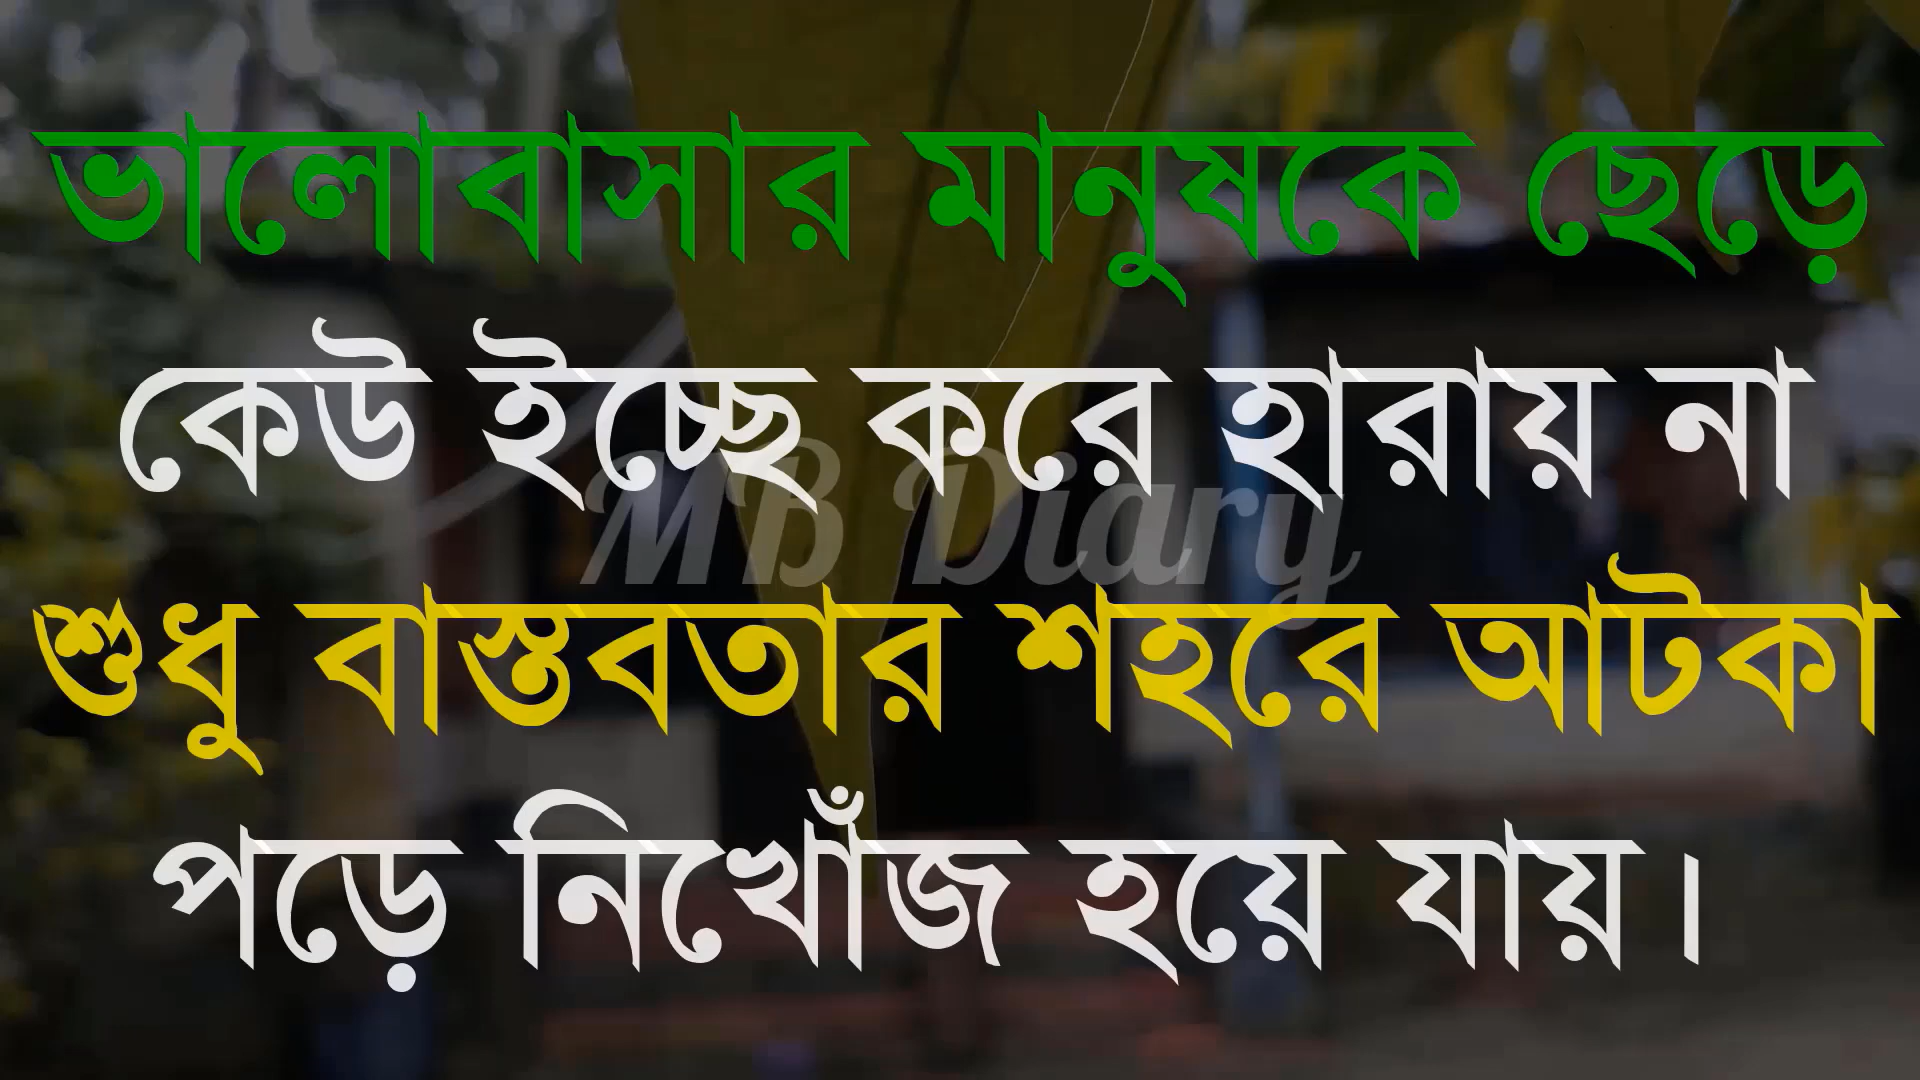 ভালোবাসার মানুষকে ছেড়ে
কেউ ইচ্ছে করে হারায় না
MB Diary
শুধু বাস্তবতার শহরে আটকা
পড়ে নিখোঁজ হয়ে যায়।